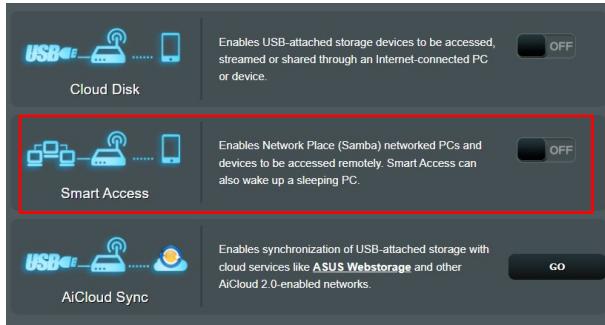 USB
Cloud Disk
Enables USB-attached storage devices to be accessed,
streamed or shared through an Internet-connected PC
or device.
OFF
Smart Access
Enables Network Place (Samba) networked PCs and
devices to be accessed remotely. Smart Access can
also wake up a sleeping PC.
OFF
USB
AiCloud Sync
Enables synchronization of USB-attached storage with
cloud services like ASUS Webstorage and other
AiCloud 2.0-enabled networks.
GO